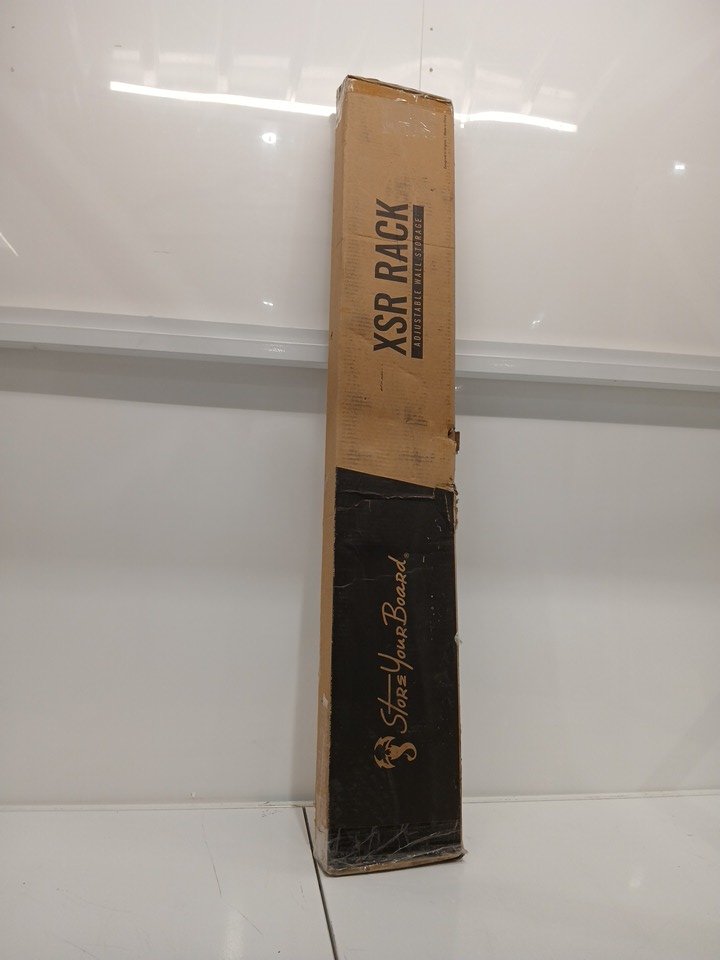 XSR RACK
ADJUSTABLE WALL STORAGE
StoreYourBoard®